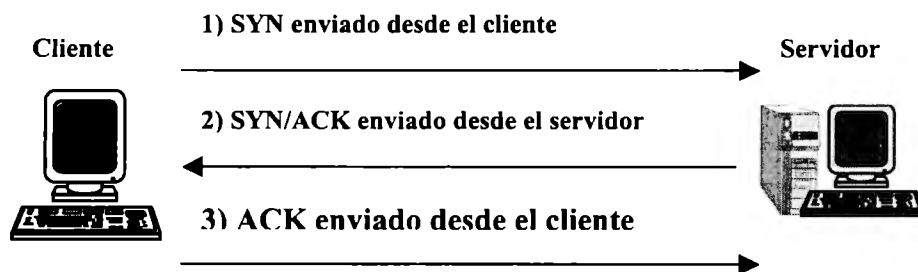 1) SYN enviado desde el cliente
Cliente
Servidor
2) SYN/ACK enviado desde el servidor
3) ACK enviado desde el cliente